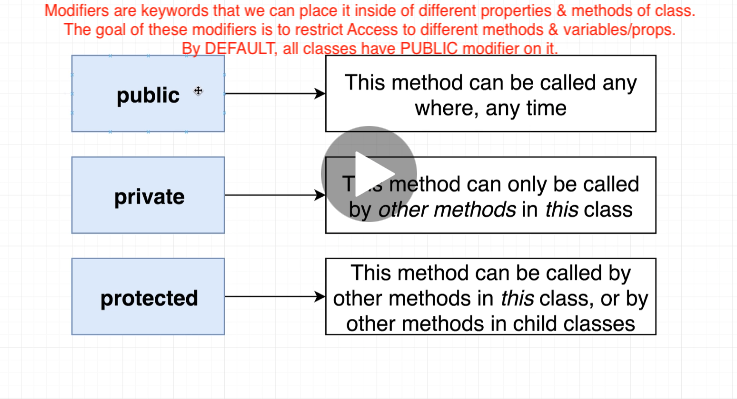 Modifiers are keywords that we can place it inside of different properties & methods of class.
The goal of these modifiers is to restrict Access to different methods & variables/props.
By DEFAULT, all classes have PUBLIC modifier on it.
public
This method can be called any
where, any time
private
This method can only be called
by other methods in this class
protected
This method can be called by
other methods in this class, or by
other methods in child classes